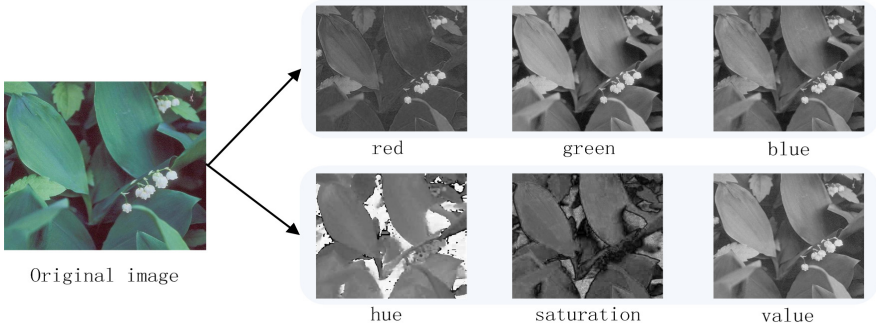 red
green
blue
Original image
hue
saturation
value